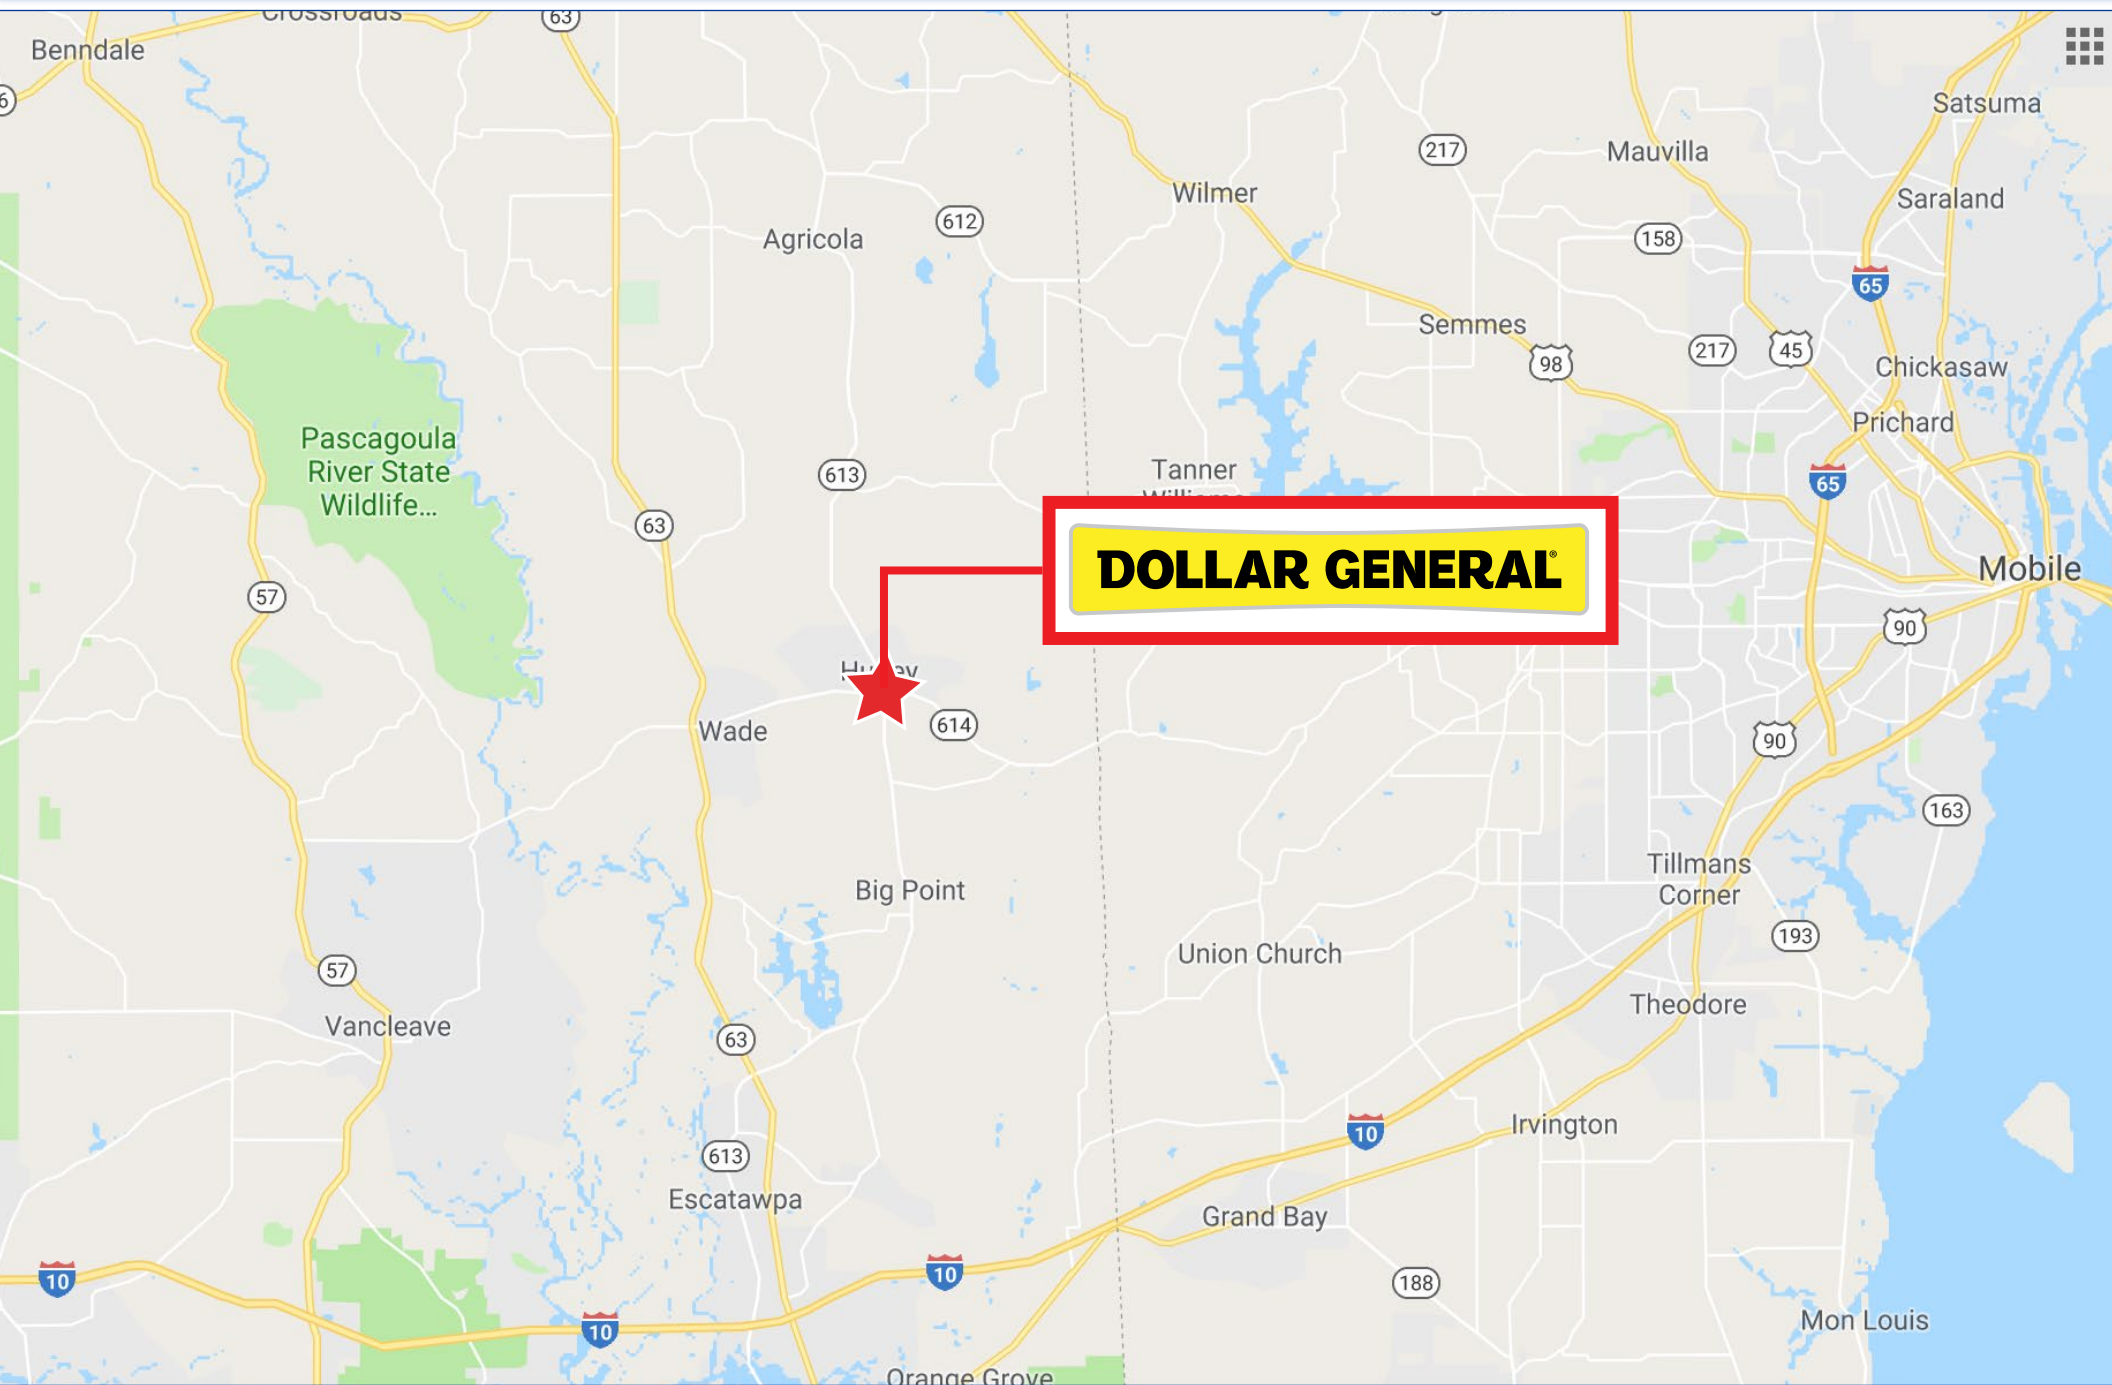 Crossroads
63
Benndale
6
Satsuma
217
Mauvilla
Wilmer
Saraland
612
Agricola
158
65
Semmes
98
217
45
Chickasaw
Prichard
Pascagoula
River State
Wildlife...
613
Tanner
65
63
DOLLAR GENERAL®
Mobile
57
90
Wade
614
90
163
Tillmans
Corner
Big Point
193
Union Church
57
Theodore
Vancleave
63
10
Irvington
613
Escatawpa
Grand Bay
10
10
188
10
Mon Louis
Orange Grove